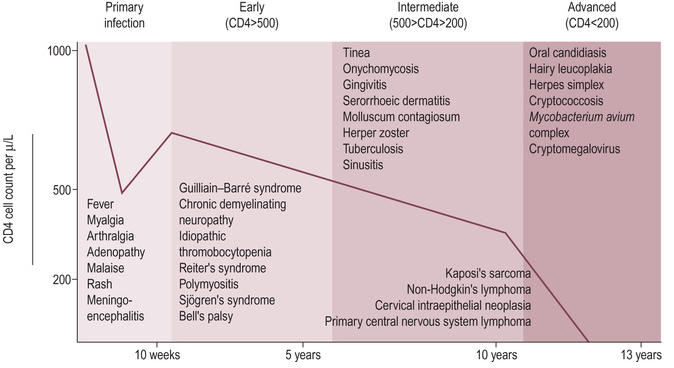 Primary
infection
Early
(CD4>500)
Intermediate
(500>CD4>200)
Advanced
(CD4<200)
CD4 cell count per µ/L
1000
500
200
Fever
Myalgia
Arthralgia
Adenopathy
Malaise
Rash
Meningo-
encephalitis
Guilliain–Barré syndrome
Chronic demyelinating
neuropathy
Idiopathic
thromobocytopenia
Reiter's syndrome
Polymyositis
Sjögren's syndrome
Bell's palsy
Tinea
Onychomycosis
Gingivitis
Serorrhoeic dermatitis
Molluscum contagiosum
Herper zoster
Tuberculosis
Sinusitis
Kaposi's sarcoma
Non-Hodgkin's lymphoma
Cervical intraepithelial neoplasia
Primary central nervous system lymphoma
Oral candidiasis
Hairy leucoplakia
Herpes simplex
Cryptococcosis
Mycobacterium avium
complex
Cryptomegalovirus
10 weeks
5 years
10 years
13 years